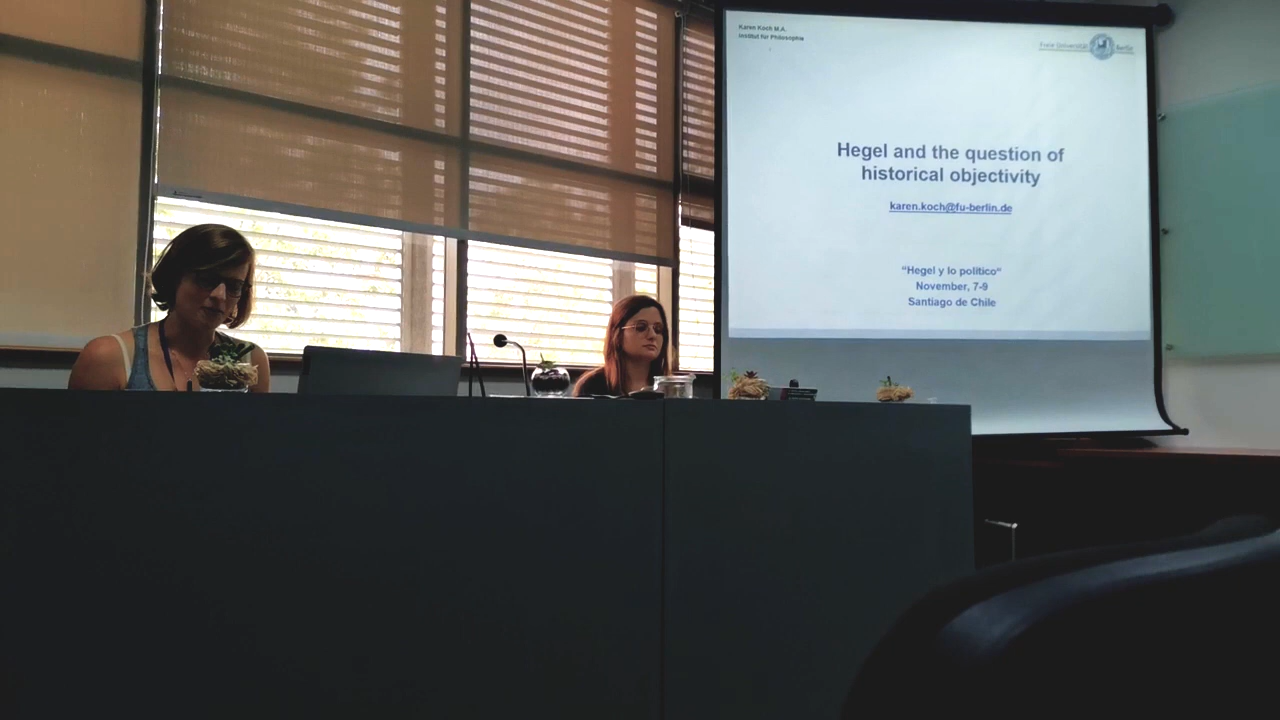 Karen Koch M.A.
Institut für Philosophie
Freie Universität Berlin
Hegel and the question of
historical objectivity
karen.koch@fu-berlin.de
"Hegel y lo político"
November, 7-9
Santiago de Chile